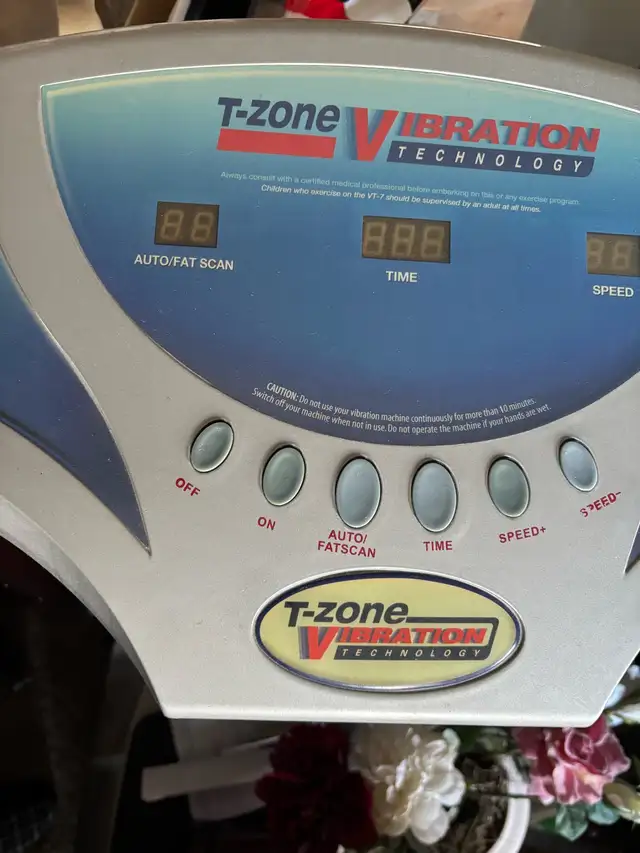 T-zone VIBRATION
TECHNOLOGY
Always consult with a certified medical professional before embarking on this or any exercise program.
Children who exercise on the VT-7 should be supervised by an adult at all times.
AUTO/FAT SCAN
TIME
SPEED
CAUTION: Do not use your vibration machine continuously for more than 10 minutes.
Switch off your machine when not in use. Do not operate the machine if your hands are wet.
OFF
ON
AUTO/
FATSCAN
TIME
SPEED+
SPEED-
T-zone
VIBRATION
TECHNOLOGY